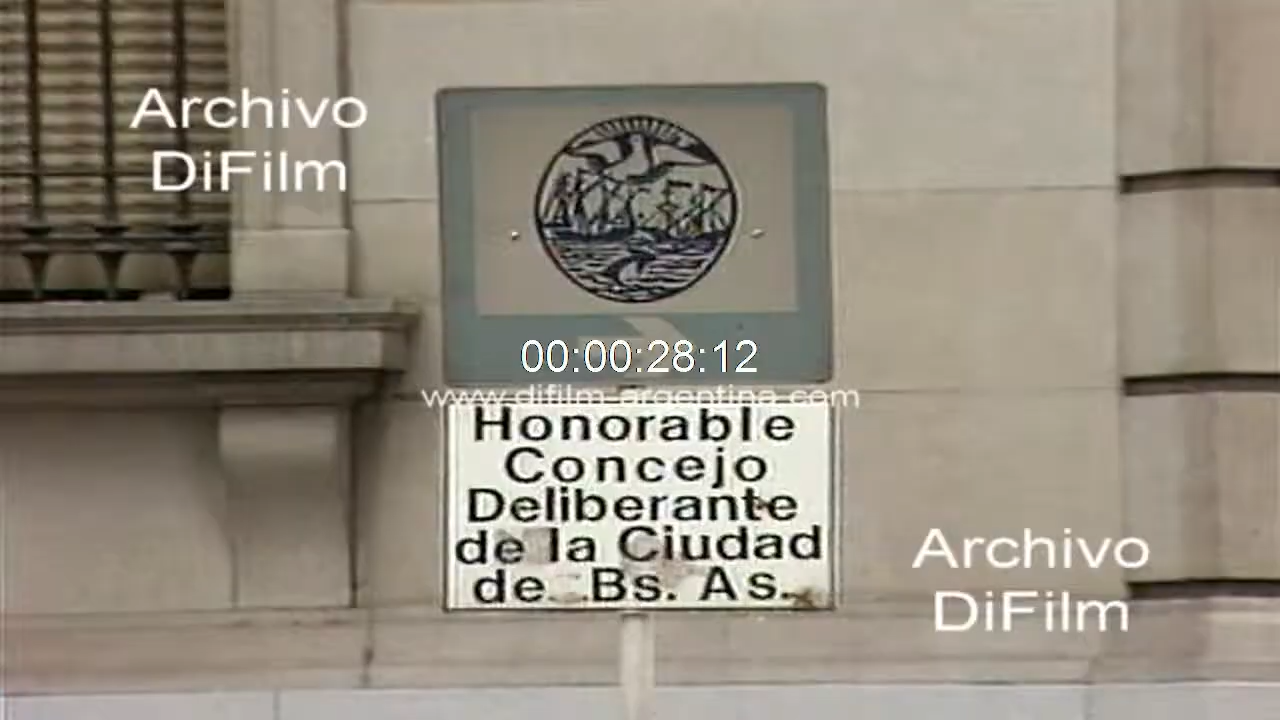 Archivo
DiFilm
00:00:28:12
www.difilm-argentina.com
Honorable
Concejo
Deliberante
de la Ciudad
de Bs. As.
Archivo
DiFilm